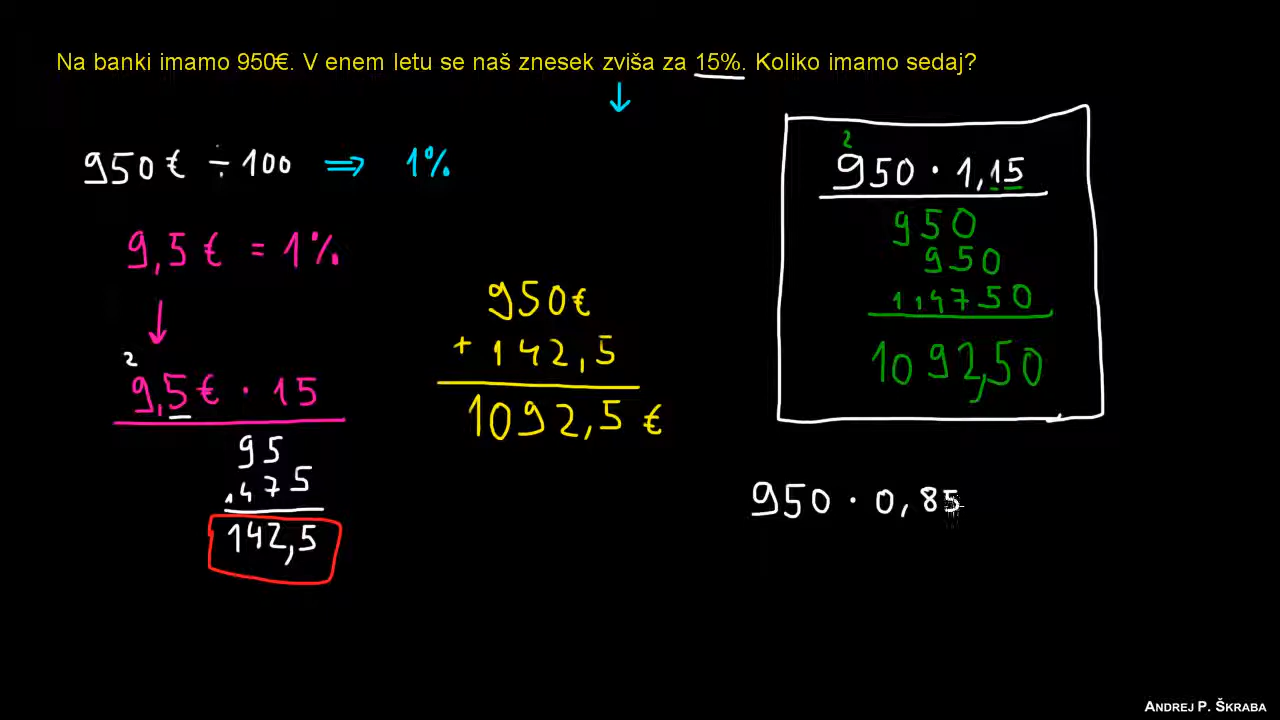 Na banki imamo 950€. V enem letu se naš znesek zviša za 15%. Koliko imamo sedaj?
950€ ÷ 100 ⇒ 1%
9,5€ = 1%
2
9,5€ · 15
95
475
142,5
950€
+ 142,5
1092,5 €
2
950 · 1,15
950
950
4750
1092,50
950 · 0,85
ANDREJ P. ŠKRABA